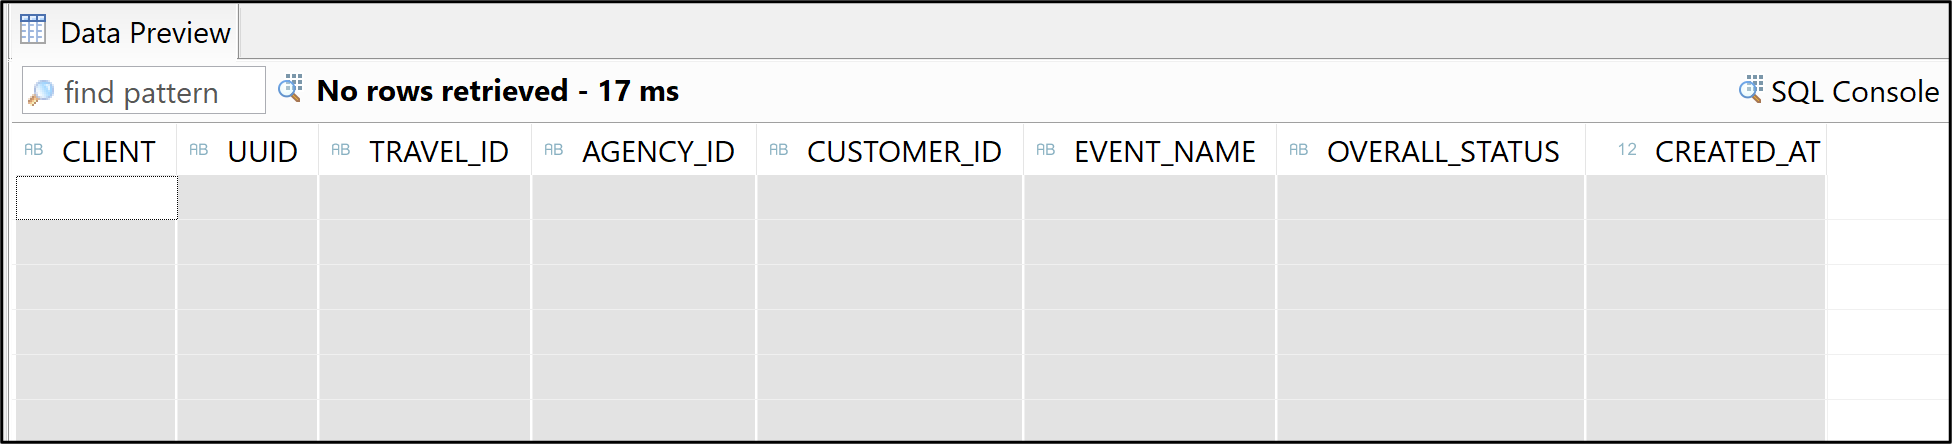 Data Preview
find pattern No rows retrieved - 17 ms SQL Console
AB CLIENT AB UUID AB TRAVEL_ID AB AGENCY_ID AB CUSTOMER_ID AB EVENT_NAME AB OVERALL_STATUS 12 CREATED_AT